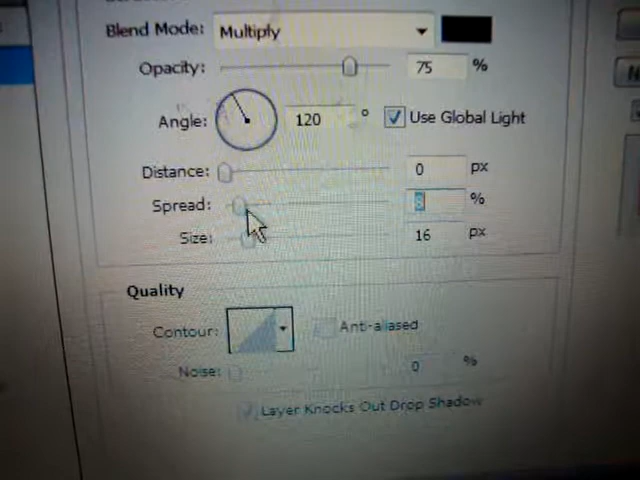 Blend Mode: Multiply
Opacity: 75 %
Angle: 120 ° Use Global Light
Distance: 0 px
Spread: 8 %
Size: 16 px
Quality
Contour: Anti-aliased
Noise: 0 %
Layer Knocks Out Drop Shadow